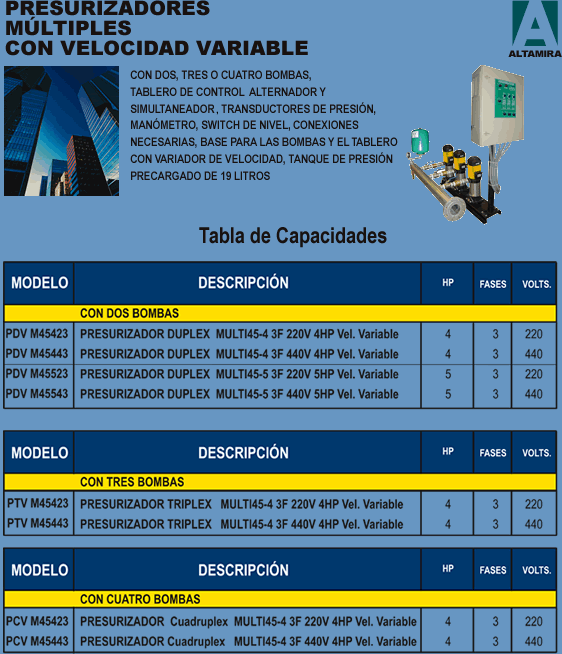 PRESURIZADORES
MÚLTIPLES
CON VELOCIDAD VARIABLE
ALTAMIRA
CON DOS, TRES O CUATRO BOMBAS,
TABLERO DE CONTROL ALTERNADOR Y
SIMULTANEADOR, TRANSDUCTORES DE PRESIÓN,
MANÓMETRO, SWITCH DE NIVEL, CONEXIONES
NECESARIAS, BASE PARA LAS BOMBAS Y EL TABLERO
CON VARIADOR DE VELOCIDAD, TANQUE DE PRESIÓN
PRECARGADO DE 19 LITROS
Tabla de Capacidades
MODELO DESCRIPCIÓN HP FASES VOLTS.
CON DOS BOMBAS
PDV M45423 PRESURIZADOR DUPLEX MULTI45-4 3F 220V 4HP Vel. Variable 4 3 220
PDV M45443 PRESURIZADOR DUPLEX MULTI45-4 3F 440V 4HP Vel. Variable 4 3 440
PDV M45523 PRESURIZADOR DUPLEX MULTI45-5 3F 220V 5HP Vel. Variable 5 3 220
PDV M45543 PRESURIZADOR DUPLEX MULTI45-5 3F 440V 5HP Vel. Variable 5 3 440
MODELO DESCRIPCIÓN HP FASES VOLTS.
CON TRES BOMBAS
PTV M45423 PRESURIZADOR TRIPLEX MULTI45-4 3F 220V 4HP Vel. Variable 4 3 220
PTV M45443 PRESURIZADOR TRIPLEX MULTI45-4 3F 440V 4HP Vel. Variable 4 3 440
MODELO DESCRIPCIÓN HP FASES VOLTS.
CON CUATRO BOMBAS
PCV M45423 PRESURIZADOR Cuadruplex MULTI45-4 3F 220V 4HP Vel. Variable 4 3 220
PCV M45443 PRESURIZADOR Cuadruplex MULTI45-4 3F 440V 4HP Vel. Variable 4 3 440